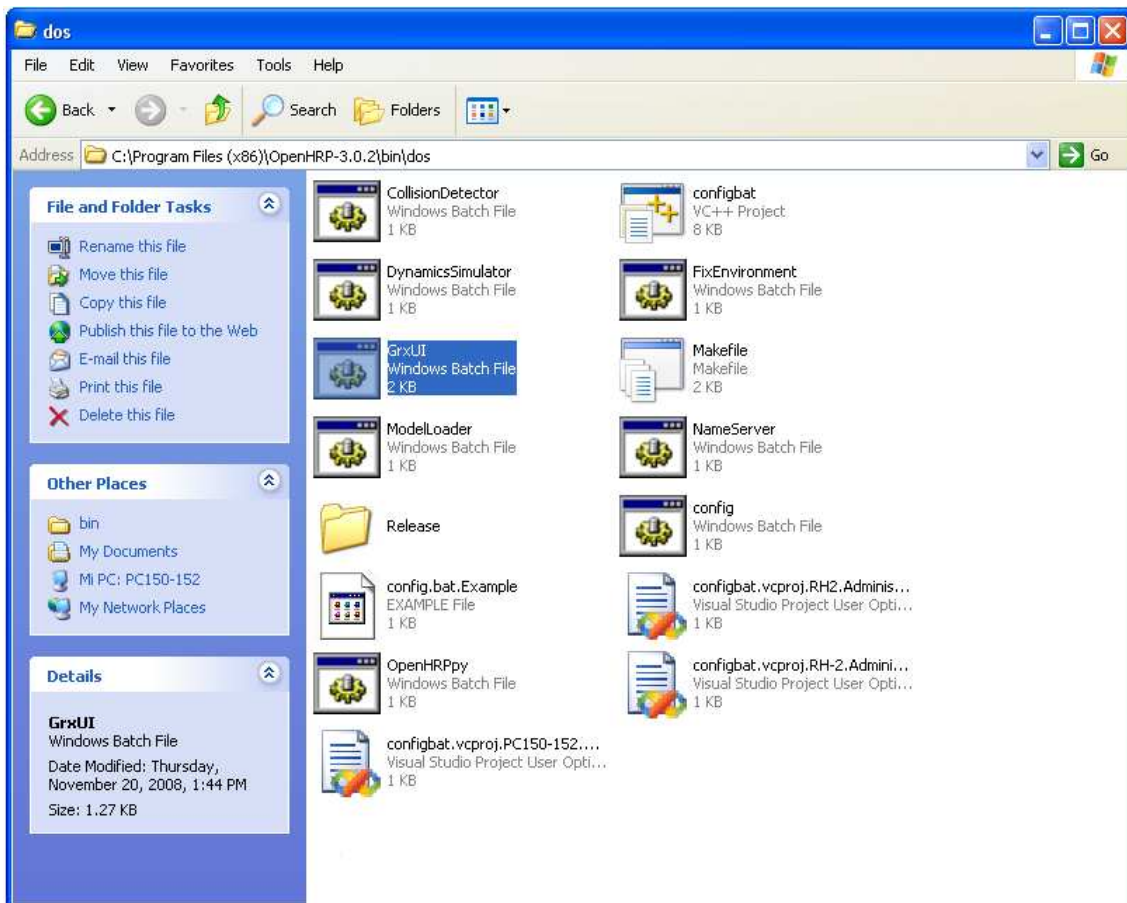 dos
File Edit View Favorites Tools Help
Back Search Folders
Address C:\Program Files (x86)\OpenHRP-3.0.2\bin\dos Go
File and Folder Tasks
Rename this file
Move this file
Copy this file
Publish this file to the Web
E-mail this file
Print this file
Delete this file
Other Places
bin
My Documents
Mi PC: PC150-152
My Network Places
Details
GrxUI
Windows Batch File
Date Modified: Thursday,
November 20, 2008, 1:44 PM
Size: 1.27 KB
CollisionDetector
Windows Batch File
1 KB
configbat
VC++ Project
8 KB
DynamicsSimulator
Windows Batch File
1 KB
FixEnvironment
Windows Batch File
1 KB
GrxUI
Windows Batch File
2 KB
Makefile
Makefile
2 KB
ModelLoader
Windows Batch File
1 KB
NameServer
Windows Batch File
1 KB
Release
config
Windows Batch File
1 KB
config.bat.Example
EXAMPLE File
1 KB
configbat.vcproj.RH2.Adminis...
Visual Studio Project User Opti...
1 KB
OpenHRPpy
Windows Batch File
1 KB
configbat.vcproj.RH-2.Admini...
Visual Studio Project User Opti...
1 KB
configbat.vcproj.PC150-152....
Visual Studio Project User Opti...
1 KB